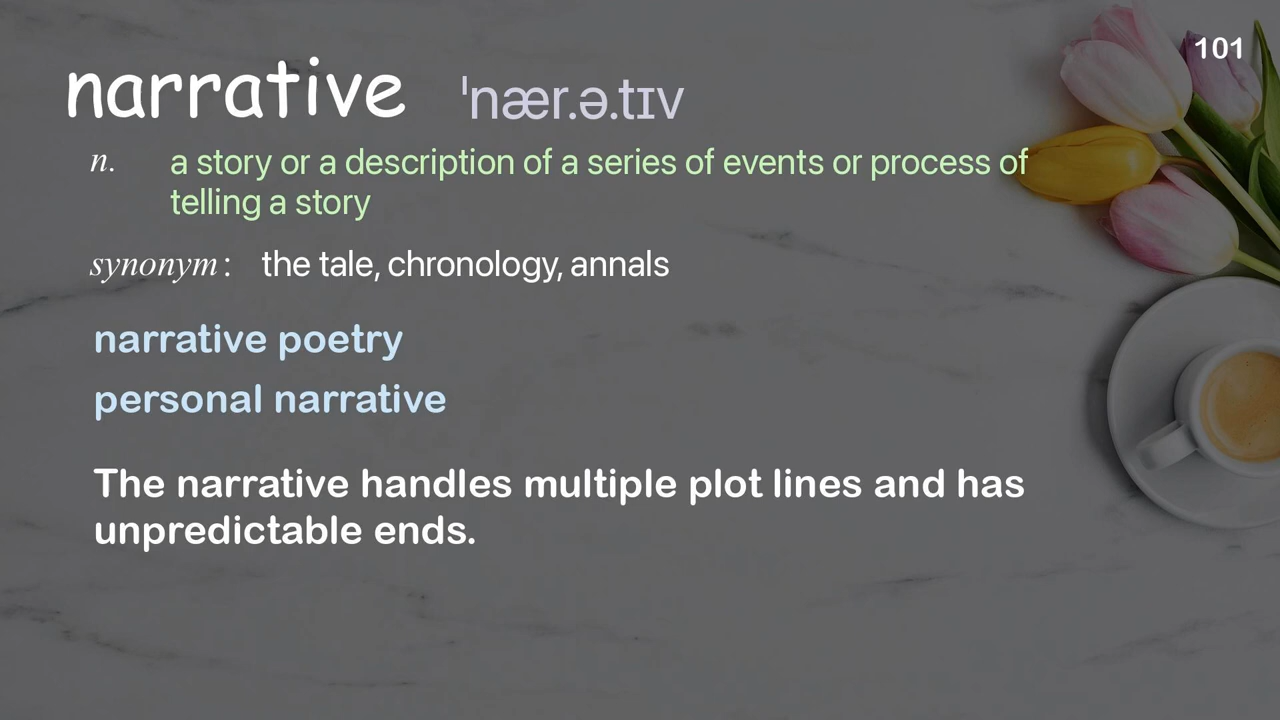 101
narrative ˈnær.ə.tɪv
n. a story or a description of a series of events or process of
telling a story
synonym: the tale, chronology, annals
narrative poetry
personal narrative
The narrative handles multiple plot lines and has
unpredictable ends.